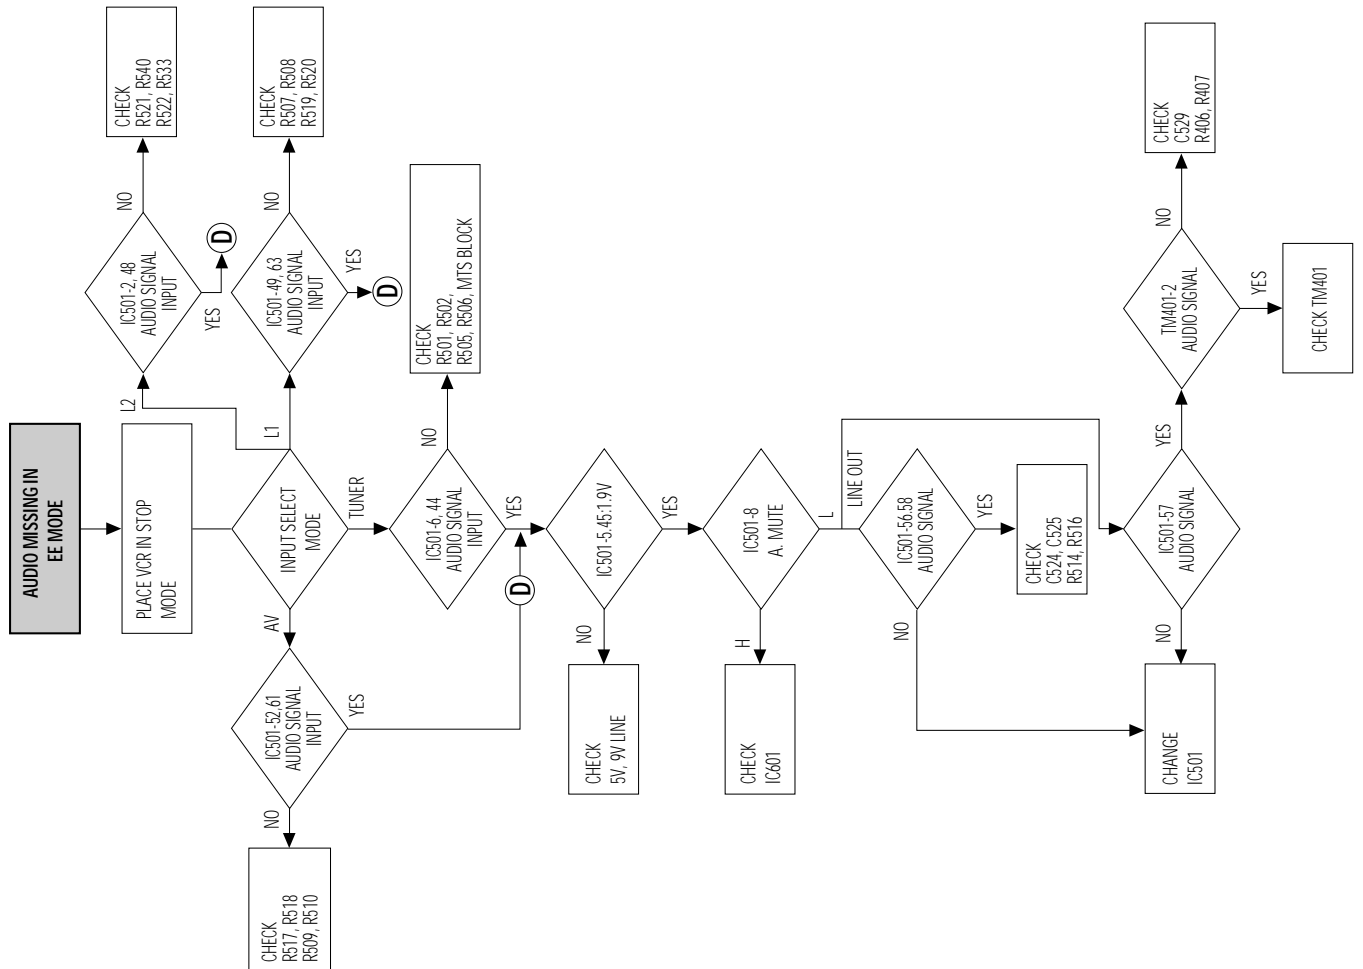 AUDIO MISSING IN
EE MODE
PLACE VCR IN STOP
MODE
INPUT SELECT
MODE
L2
IC501-2, 48
AUDIO SIGNAL
INPUT
NO
CHECK
R521, R540
R522, R533
YES
D
L1
IC501-49, 63
AUDIO SIGNAL
INPUT
NO
CHECK
R507, R508
R519, R520
YES
D
TUNER
IC501-6, 44
AUDIO SIGNAL
INPUT
NO
CHECK
R501, R502,
R505, R506, MTS BLOCK
YES
AV
IC501-52,61
AUDIO SIGNAL
INPUT
NO
CHECK
R517, R518
R509, R510
YES
D
IC501-5.45:1.9V
NO
CHECK
5V, 9V LINE
YES
IC501-8
A. MUTE
H
CHECK
IC601
L
LINE OUT
IC501-56.58
AUDIO SIGNAL
NO
YES
CHECK
C524, C525
R514, R516
IC501-57
AUDIO SIGNAL
NO
CHANGE
IC501
YES
TM401-2
AUDIO SIGNAL
NO
CHECK
C529
R406, R407
YES
CHECK TM401